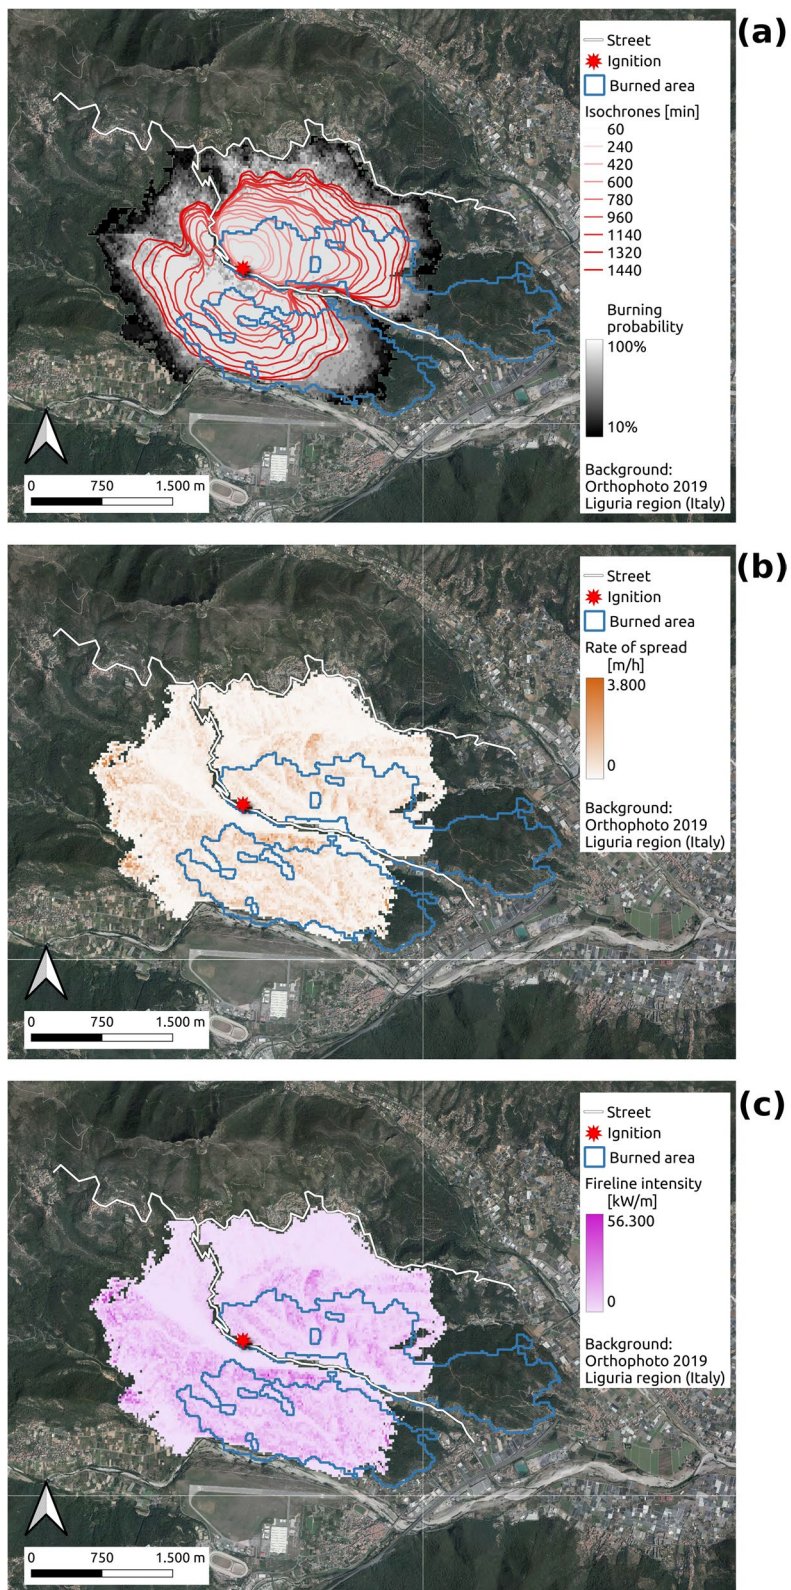 (a)
Street
Ignition
Burned area
Isochrones [min]
60
240
420
600
780
960
1140
1320
1440
Burning
probability
100%
10%
Background:
Orthophoto 2019
Liguria region (Italy)
0 750 1.500 m
(b)
Street
Ignition
Burned area
Rate of spread
[m/h]
3.800
0
Background:
Orthophoto 2019
Liguria region (Italy)
0 750 1.500 m
(c)
Street
Ignition
Burned area
Fireline intensity
[kW/m]
56.300
0
Background:
Orthophoto 2019
Liguria region (Italy)
0 750 1.500 m